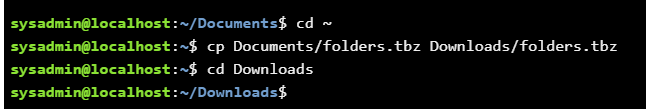 sysadmin@localhost:~/Documents$ cd ~
sysadmin@localhost:~$ cp Documents/folders.tbz Downloads/folders.tbz
sysadmin@localhost:~$ cd Downloads
sysadmin@localhost:~/Downloads$